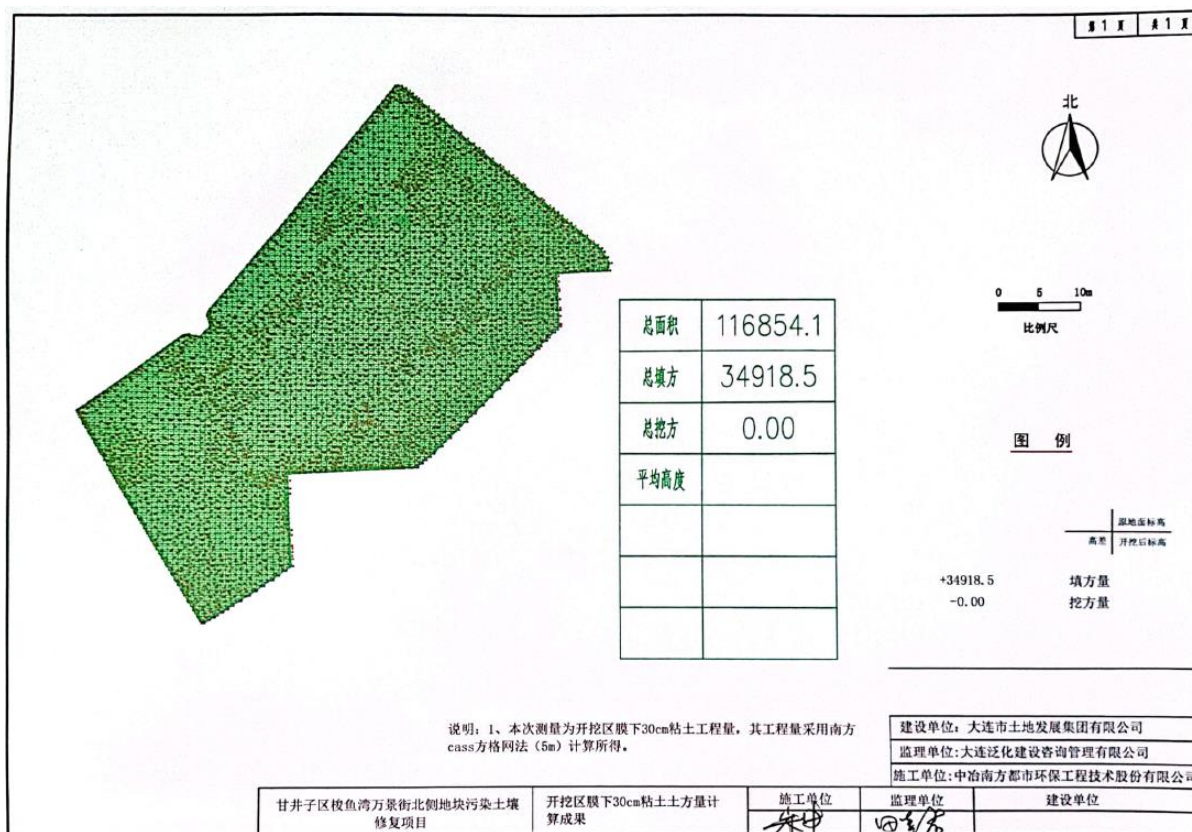 第1页 共1页
北
0 5 10m
比例尺
总面积 116854.1
总填方 34918.5
总挖方 0.00
平均高度
图 例
原地面标高
高差 开挖后标高
+34918.5 填方量
-0.00 挖方量
说明：1、本次测量为开挖区膜下30cm粘土工程量，其工程量采用南方
cass方格网法（5m）计算所得。
建设单位：大连市土地发展集团有限公司
监理单位:大连泛化建设咨询管理有限公司
施工单位:中冶南方都市环保工程技术股份有限公司
甘井子区梭鱼湾万景街北侧地块污染土壤
修复项目
开挖区膜下30cm粘土土方量计
算成果
施工单位 监理单位 建设单位